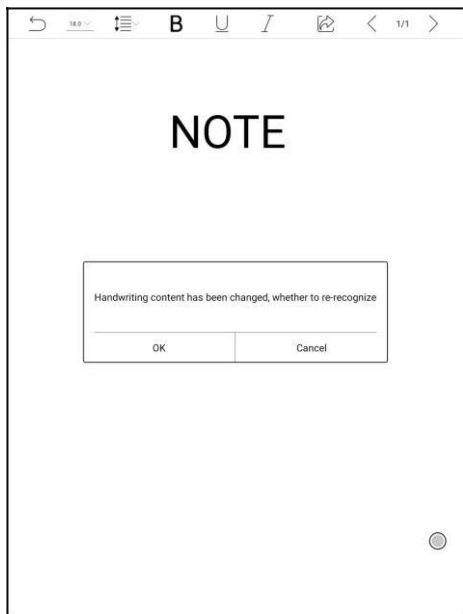 18.0 B U I 1/1
NOTE
Handwriting content has been changed, whether to re-recognize
OK Cancel